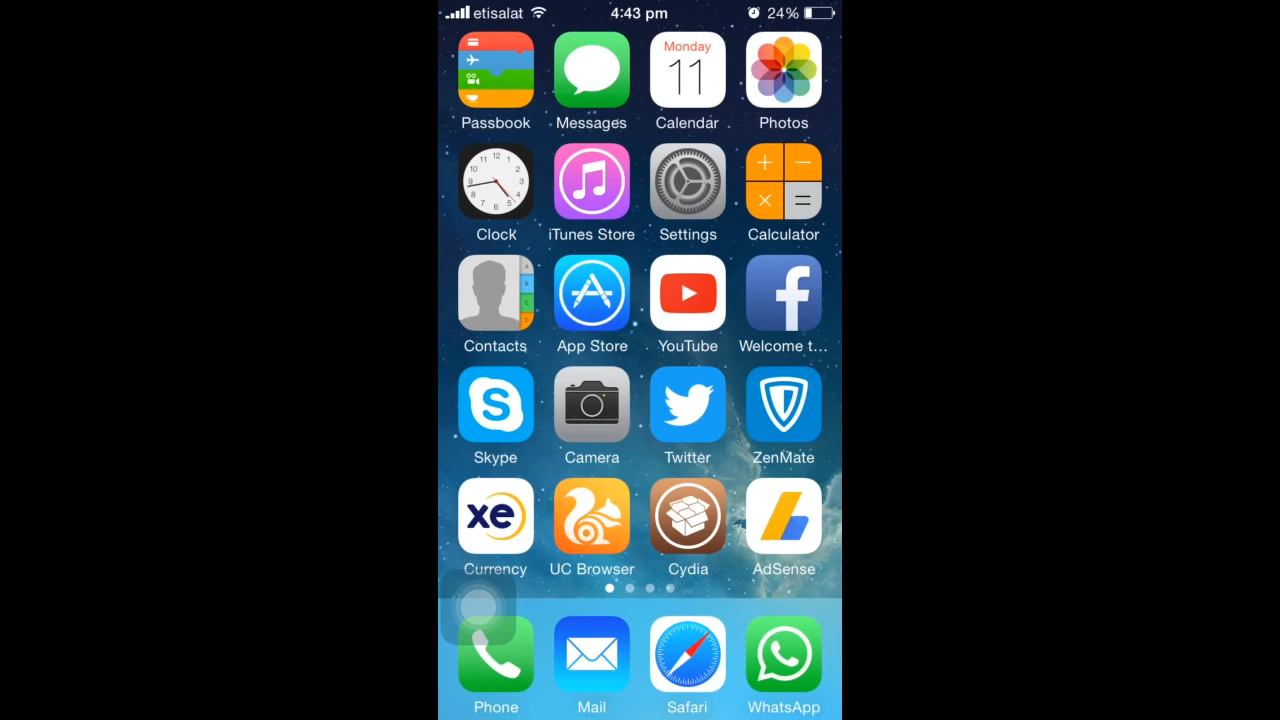 etisalat 4:43 pm 24%
Monday
11
Passbook Messages Calendar Photos
Clock iTunes Store Settings Calculator
Contacts App Store YouTube Welcome t...
Skype Camera Twitter ZenMate
xe
Currency UC Browser Cydia AdSense
Phone Mail Safari WhatsApp